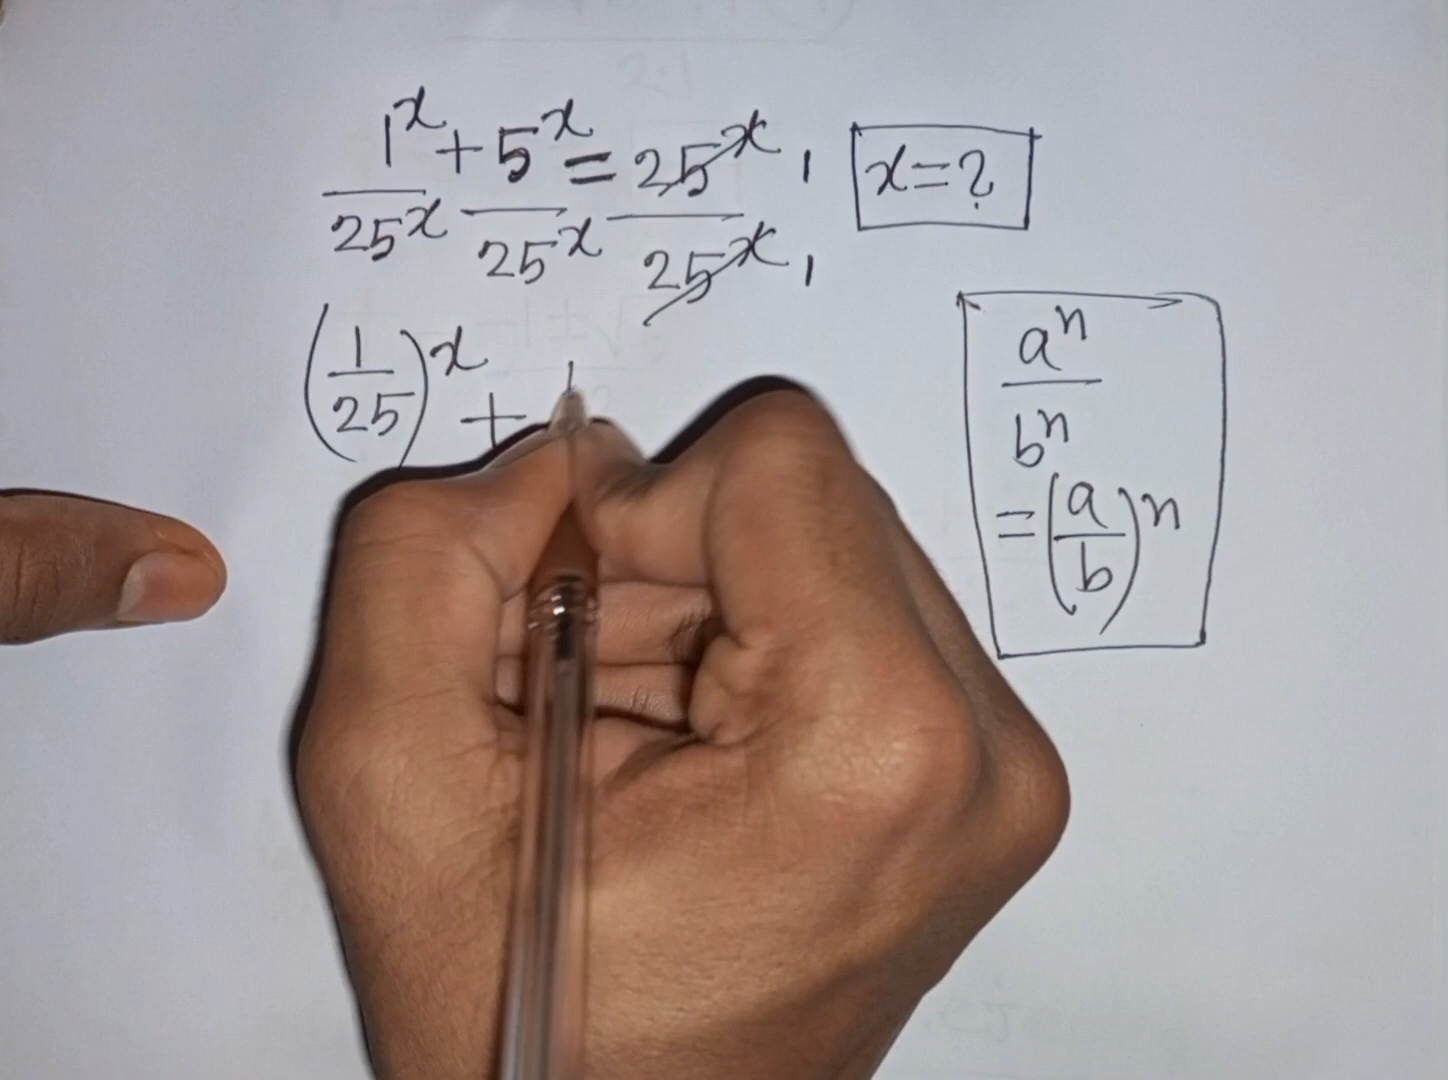 1^x + 5^x = 25^x, x=?
25^x 25^x 25^x,
(1/25)^x +
a^n
b^n
= (a/b)^n